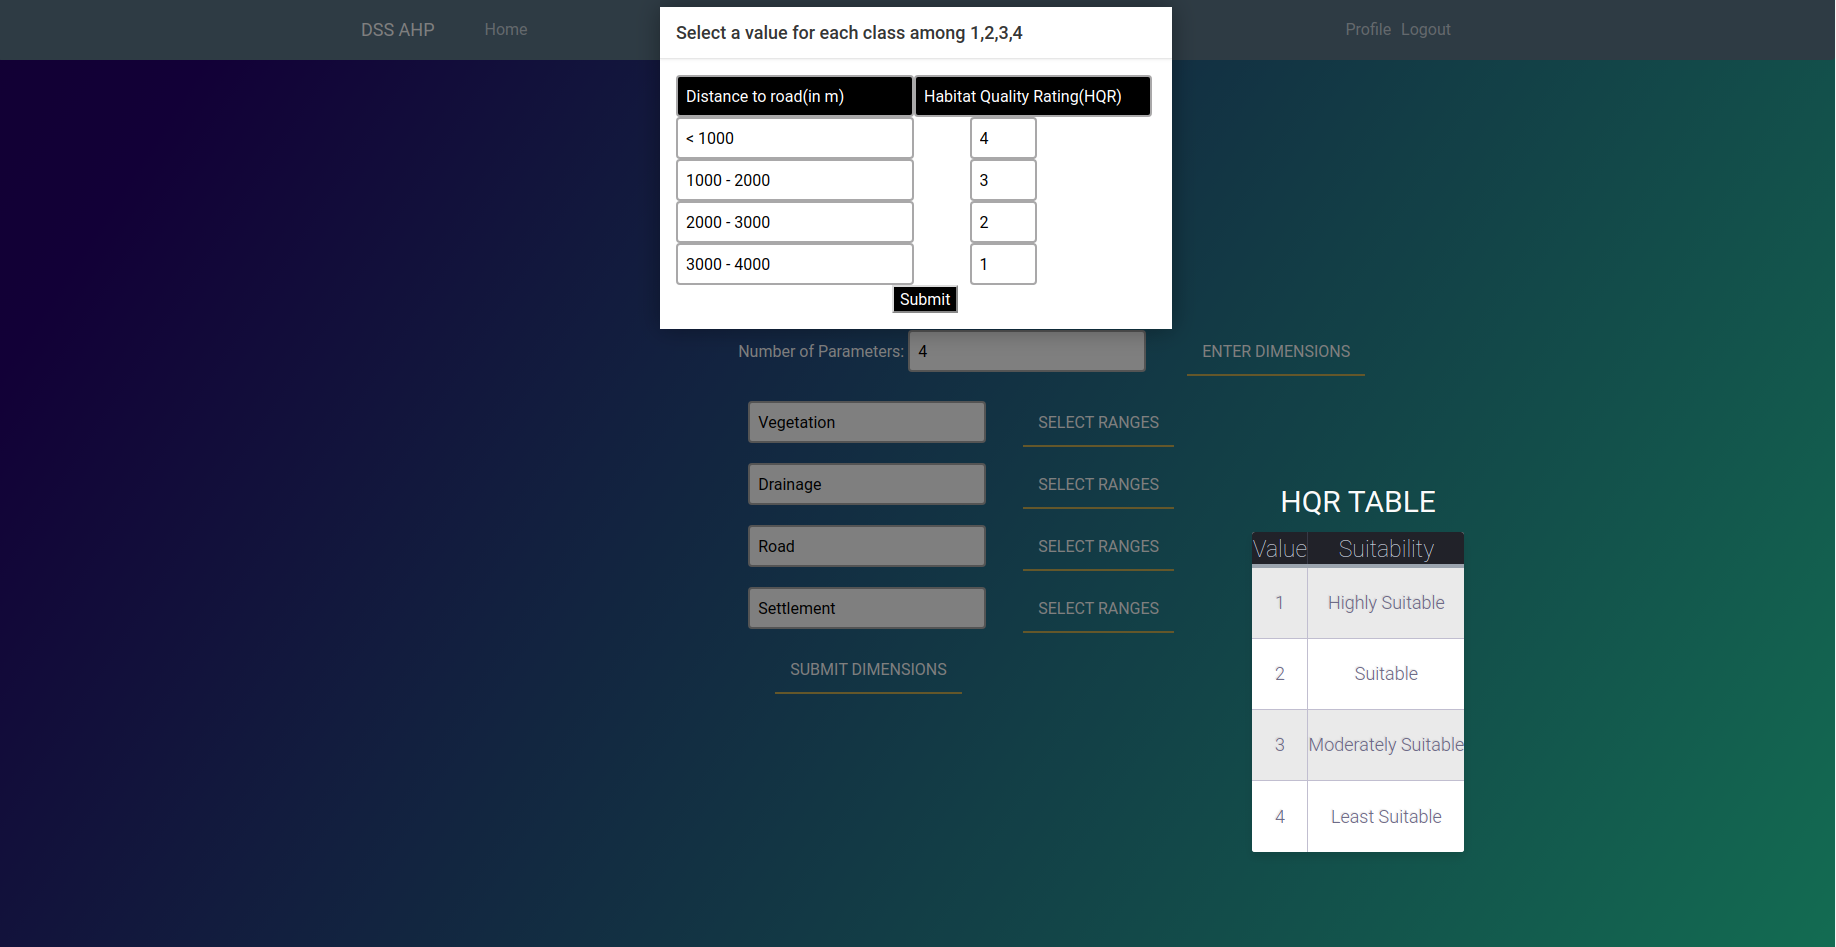 DSS AHP Home Profile Logout
Select a value for each class among 1,2,3,4
Distance to road(in m) Habitat Quality Rating(HQR)
< 1000 4
1000 - 2000 3
2000 - 3000 2
3000 - 4000 1
Submit
Number of Parameters: 4 ENTER DIMENSIONS
Vegetation SELECT RANGES
Drainage SELECT RANGES
Road SELECT RANGES
Settlement SELECT RANGES
SUBMIT DIMENSIONS
HQR TABLE
Value Suitability
1 Highly Suitable
2 Suitable
3 Moderately Suitable
4 Least Suitable